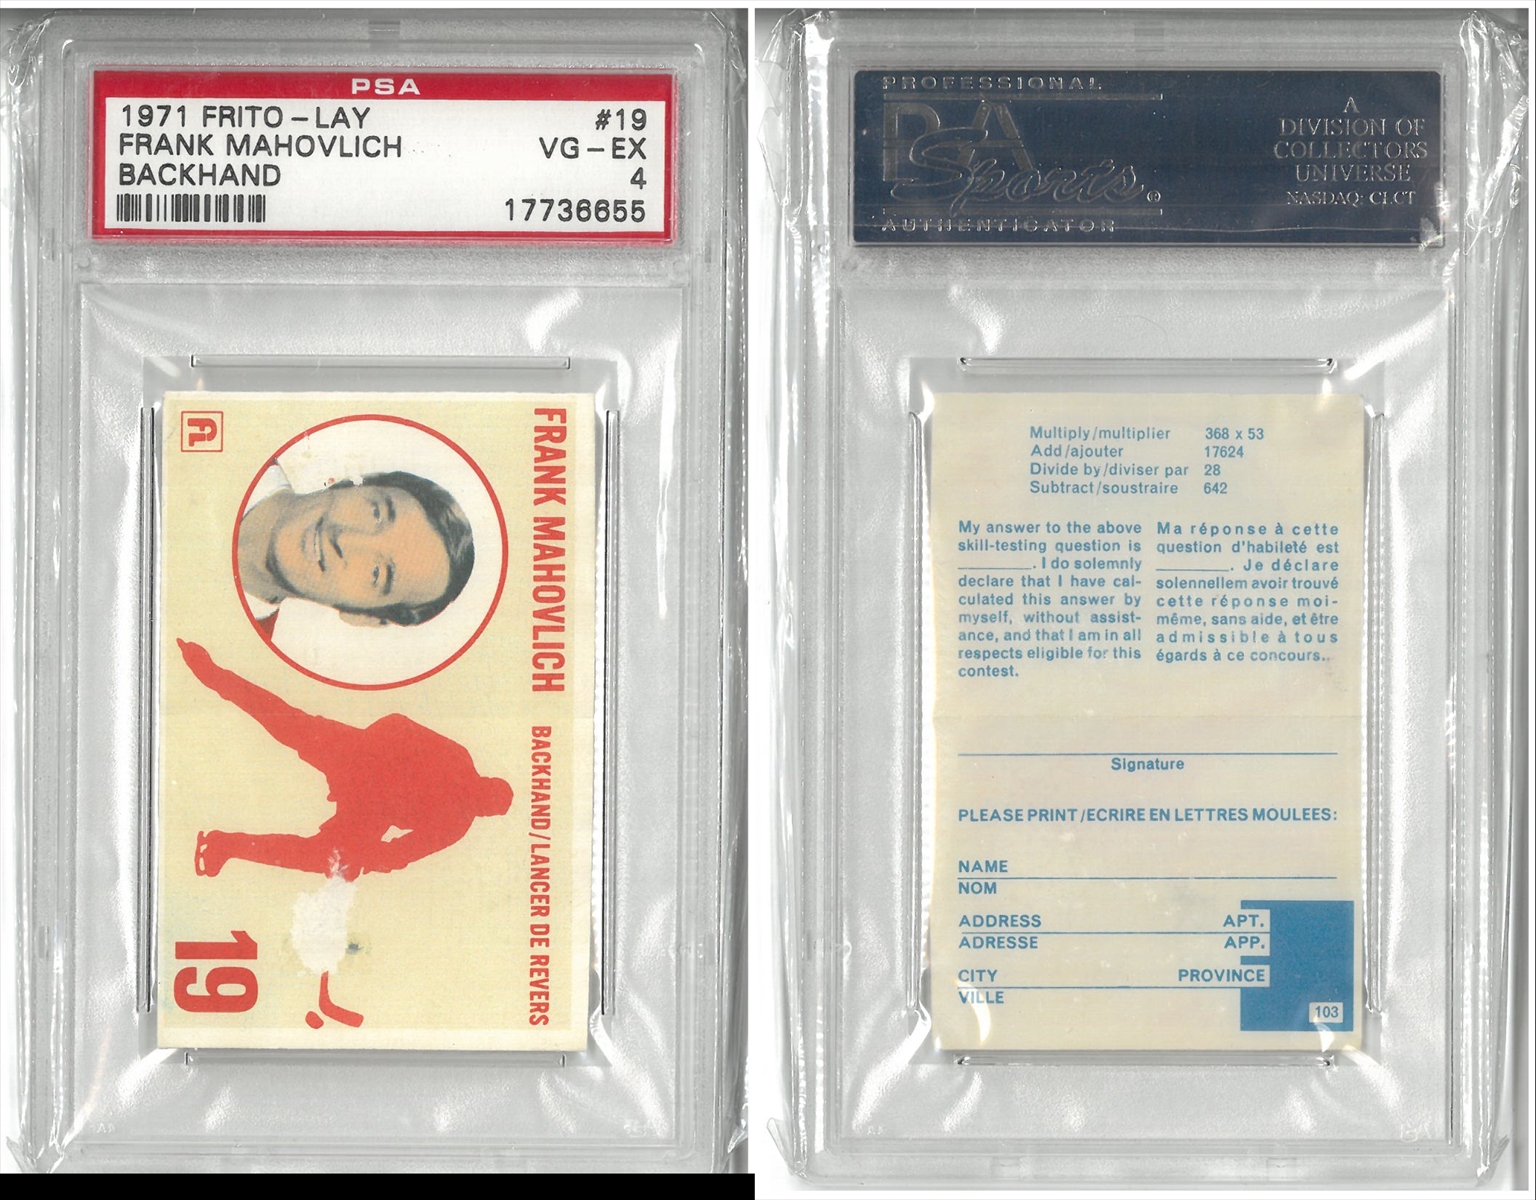 PSA
1971 FRITO-LAY #19
FRANK MAHOVLICH VG-EX
BACKHAND 4
17736655
FL
FRANK MAHOVLICH BACKHAND/LANCER DE REVERS
19
PROFESSIONAL
PSA
Sports®
AUTHENTICATOR
A
DIVISION OF
COLLECTORS
UNIVERSE
NASDAQ: CLCT
Multiply/multiplier 368 x 53
Add/ajouter 17624
Divide by/diviser par 28
Subtract/soustraire 642
My answer to the above
skill-testing question is
________. I do solemnly
declare that I have cal-
culated this answer by
myself, without assist-
ance, and that I am in all
respects eligible for this
contest.
Ma réponse à cette
question d'habileté est
________. Je déclare
solennellem avoir trouvé
cette réponse moi-
même, sans aide, et être
admissible à tous
égards à ce concours..
Signature
PLEASE PRINT/ECRIRE EN LETTRES MOULEES:
NAME
NOM
ADDRESS APT.
ADRESSE APP.
CITY PROVINCE
VILLE
103